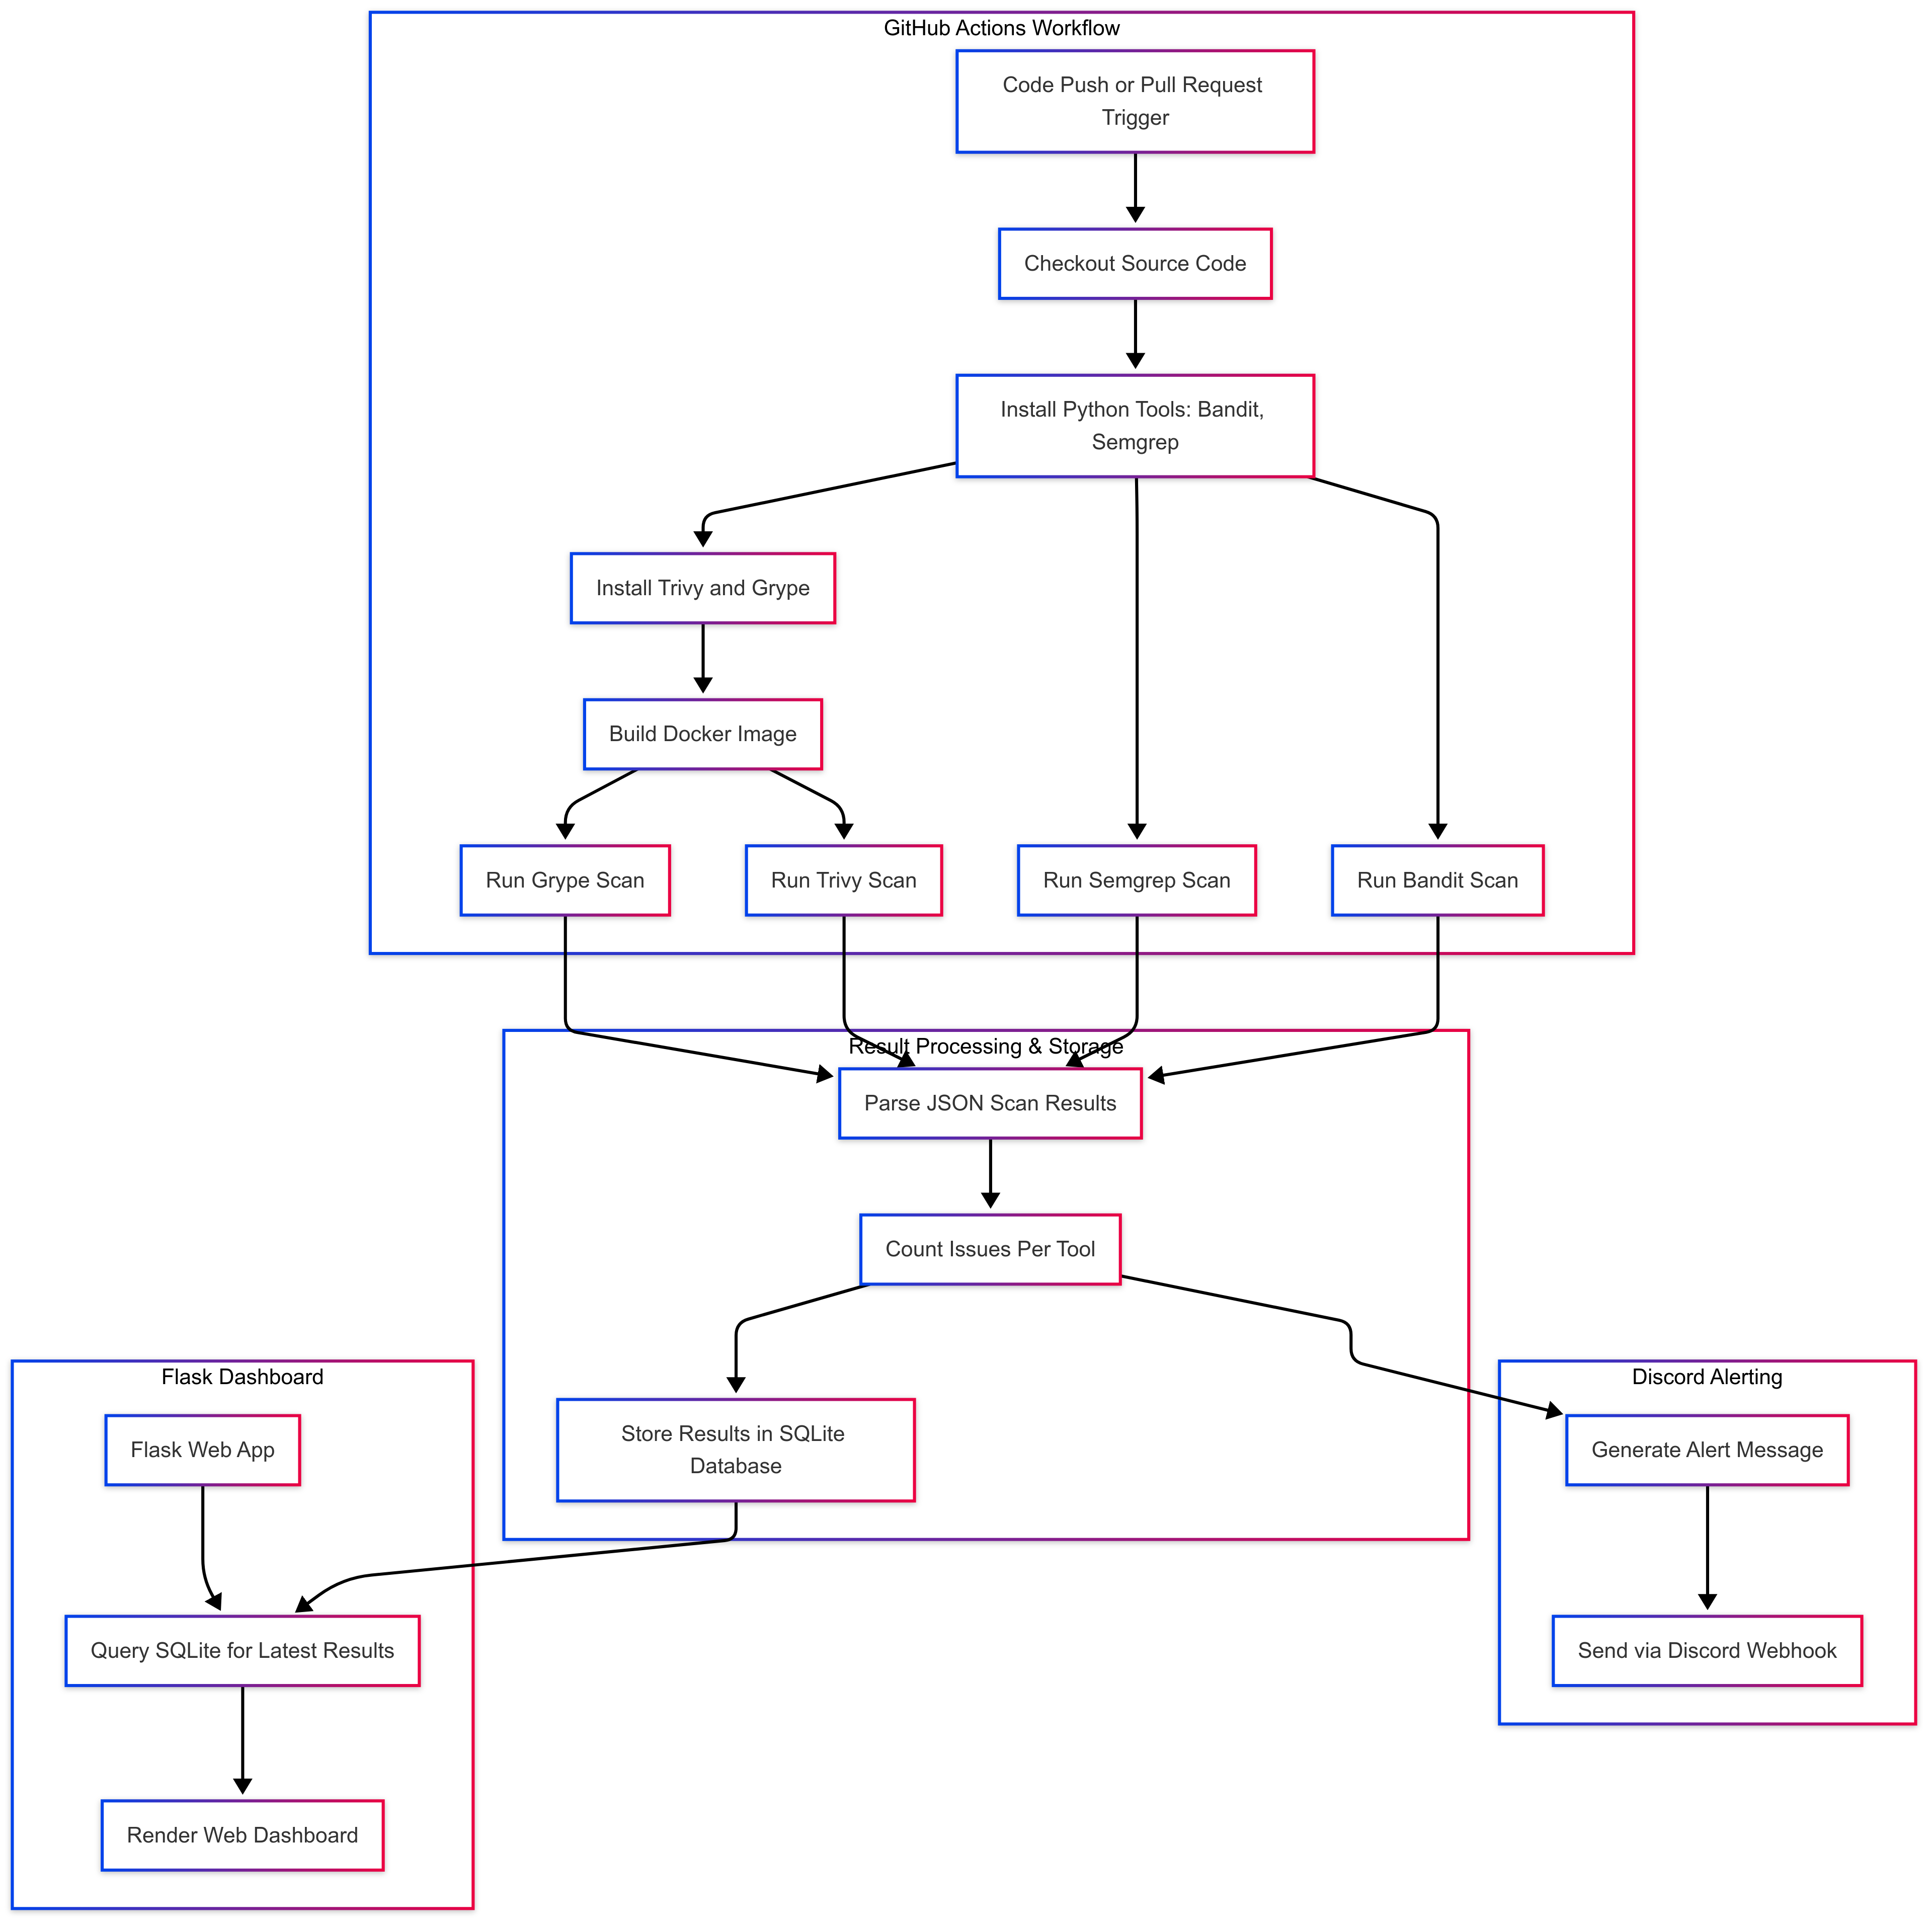 GitHub Actions Workflow
Code Push or Pull Request
Trigger
Checkout Source Code
Install Python Tools: Bandit,
Semgrep
Install Trivy and Grype
Build Docker Image
Run Grype Scan
Run Trivy Scan
Run Semgrep Scan
Run Bandit Scan
Result Processing & Storage
Parse JSON Scan Results
Count Issues Per Tool
Store Results in SQLite
Database
Flask Dashboard
Flask Web App
Query SQLite for Latest Results
Render Web Dashboard
Discord Alerting
Generate Alert Message
Send via Discord Webhook